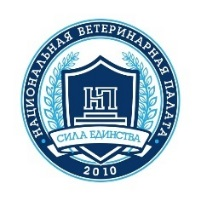 НАЦИОНАЛЬНАЯ ВЕТЕРИНАРНАЯ ПАЛАТА
НП
СИЛА ЕДИНСТВА
2010